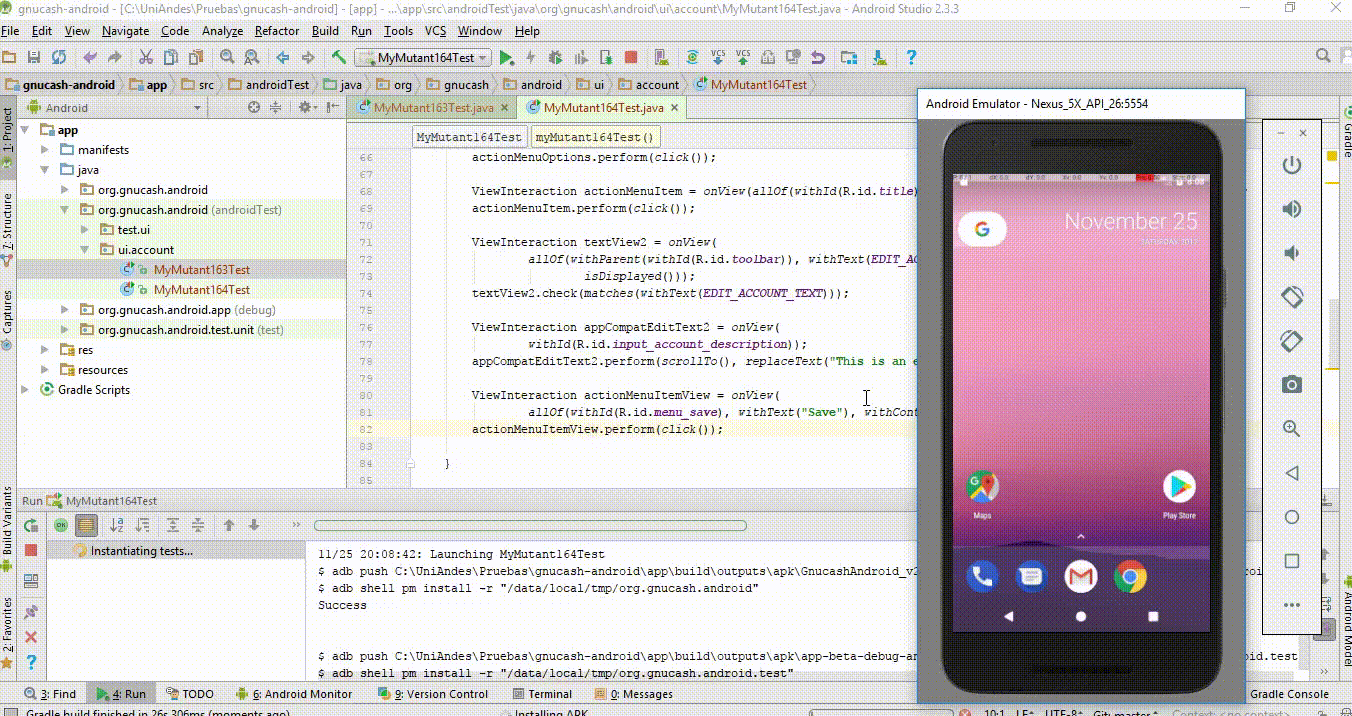 gnucash-android - [C:\UniAndes\Pruebas\gnucash-android] - [app] - ...\app\src\androidTest\java\org\gnucash\android\ui\account\MyMutant164Test.java - Android Studio 2.3.3
File Edit View Navigate Code Analyze Refactor Build Run Tools VCS Window Help
MyMutant164Test VCS VCS
gnucash-android app src androidTest java org gnucash android ui account MyMutant164Test
Android
MyMutant163Test.java MyMutant164Test.java
MyMutant164Test myMutant164Test()
1: Project
7: Structure
Captures
Build Variants
2: Favorites
app
manifests
java
org.gnucash.android
org.gnucash.android (androidTest)
test.ui
ui.account
MyMutant163Test
MyMutant164Test
org.gnucash.android.app (debug)
org.gnucash.android.test.unit (test)
res
resources
Gradle Scripts
66 actionMenuOptions.perform(click());
67
68 ViewInteraction actionMenuItem = onView(allOf(withId(R.id.title)
69 actionMenuItem.perform(click());
70
71 ViewInteraction textView2 = onView(
72 allOf(withParent(withId(R.id.toolbar)), withText(EDIT_AC
73 isDisplayed()));
74 textView2.check(matches(withText(EDIT_ACCOUNT_TEXT)));
75
76 ViewInteraction appCompatEditText2 = onView(
77 withId(R.id.input_account_description));
78 appCompatEditText2.perform(scrollTo(), replaceText("This is an e
79
80 ViewInteraction actionMenuItemView = onView(
81 allOf(withId(R.id.menu_save), withText("Save"), withCont
82 actionMenuItemView.perform(click());
83
84 }
85
Android Emulator - Nexus_5X_API_26:5554
November 25
SATURDAY, 2017
Maps
Play Store
Gradle
Android Model
Run MyMutant164Test
Instantiating tests...
11/25 20:08:42: Launching MyMutant164Test
$ adb push C:\UniAndes\Pruebas\gnucash-android\app\build\outputs\apk\GnucashAndroid_v2
$ adb shell pm install -r "/data/local/tmp/org.gnucash.android"
Success
$ adb push C:\UniAndes\Pruebas\gnucash-android\app\build\outputs\apk\app-beta-debug-an
$ adb shell pm install -r "/data/local/tmp/org.gnucash.android.test"
3: Find 4: Run TODO 6: Android Monitor 9: Version Control Terminal 0: Messages Gradle Console
Gradle build finished in 26s 306ms (moments ago) Installing APK 10:1 LF UTF-8 Git: master Context: <no context>